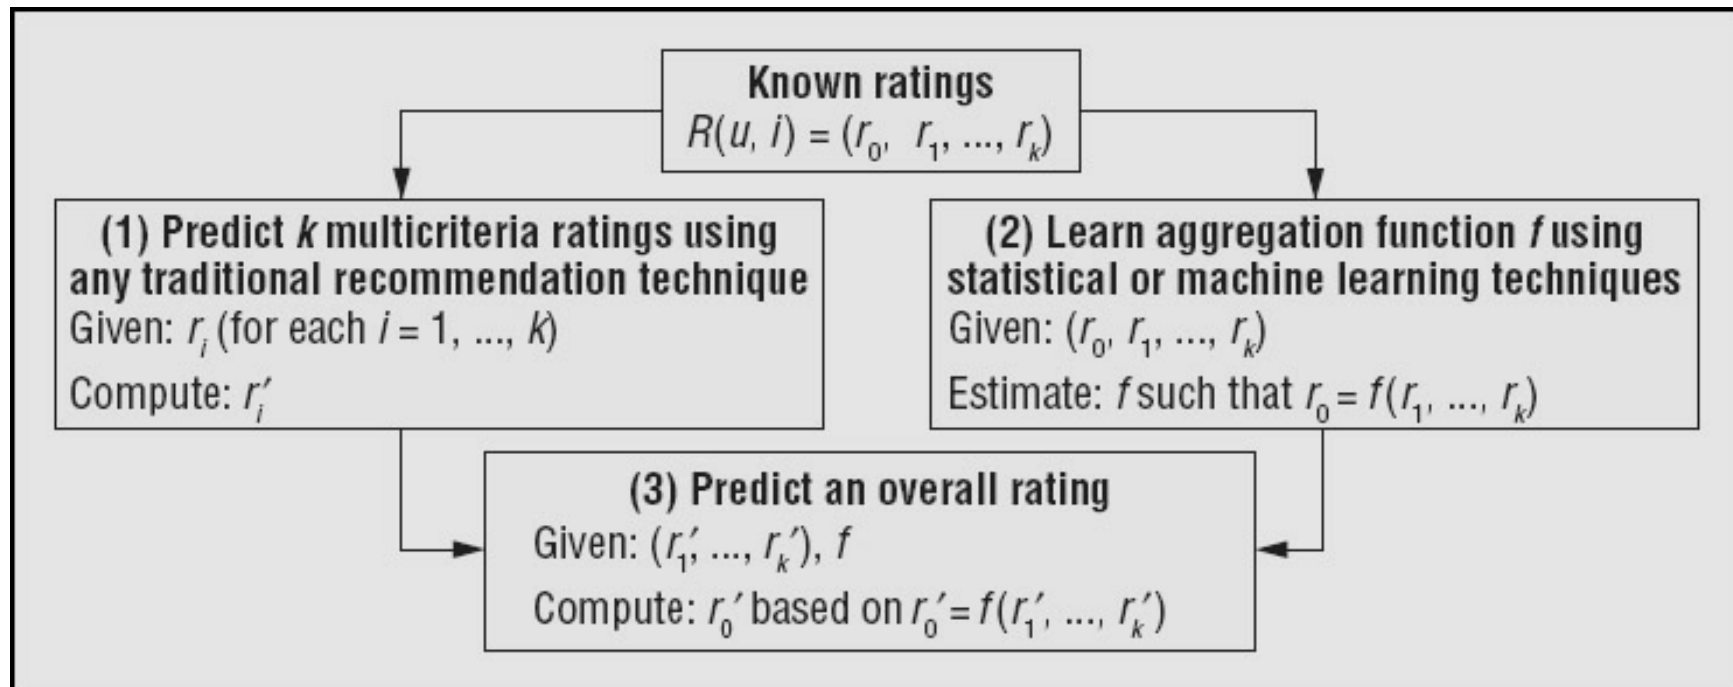 Known ratings
R(u, i) = (r₀, r₁, ..., rₖ)
(1) Predict k multicriteria ratings using
any traditional recommendation technique
Given: rᵢ (for each i = 1, ..., k)
Compute: rᵢ′
(2) Learn aggregation function f using
statistical or machine learning techniques
Given: (r₀, r₁, ..., rₖ)
Estimate: f such that r₀ = f(r₁, ..., rₖ)
(3) Predict an overall rating
Given: (r₁′, ..., rₖ′), f
Compute: r₀′ based on r₀′ = f(r₁′, ..., rₖ′)